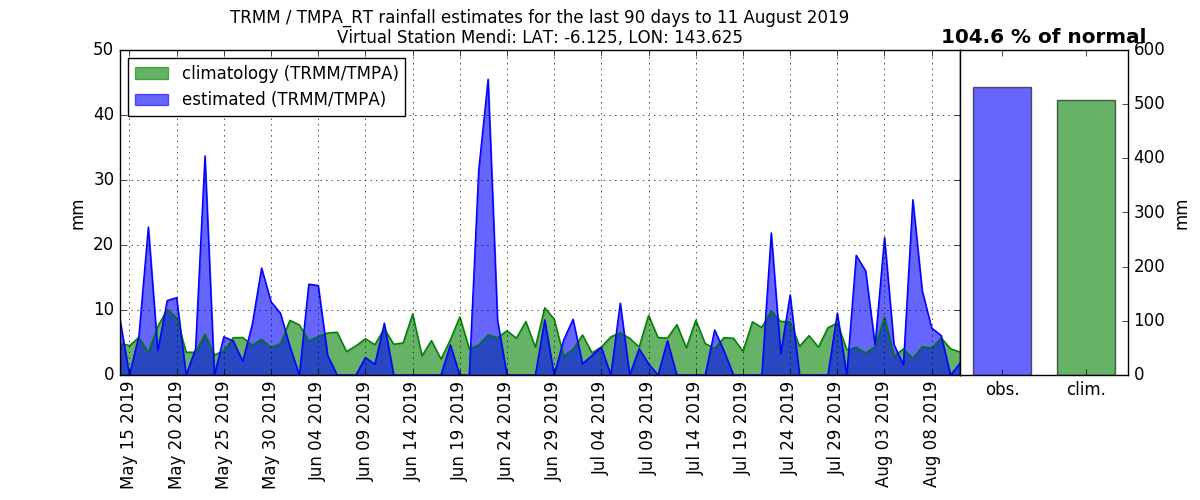 TRMM / TMPA_RT rainfall estimates for the last 90 days to 11 August 2019
Virtual Station Mendi: LAT: -6.125, LON: 143.625
104.6 % of normal
climatology (TRMM/TMPA)
estimated (TRMM/TMPA)
50
40
30
20
10
0
mm
May 15 2019
May 20 2019
May 25 2019
May 30 2019
Jun 04 2019
Jun 09 2019
Jun 14 2019
Jun 19 2019
Jun 24 2019
Jun 29 2019
Jul 04 2019
Jul 09 2019
Jul 14 2019
Jul 19 2019
Jul 24 2019
Jul 29 2019
Aug 03 2019
Aug 08 2019
obs.
clim.
600
500
400
300
200
100
0
mm